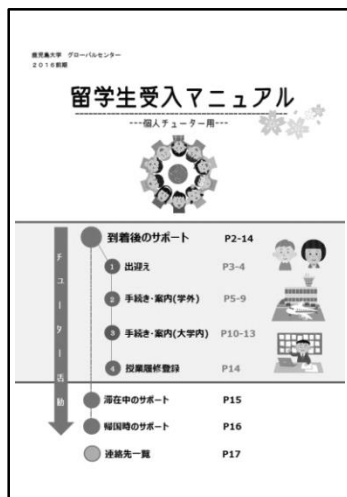 鹿児島大学 グローバルセンター
2016前期
留学生受入マニュアル
---個人チューター用---
チューター活動
到着後のサポート P2-14
1 出迎え P3-4
2 手続き・案内(学外) P5-9
3 手続き・案内(大学内) P10-13
4 授業履修登録 P14
滞在中のサポート P15
帰国時のサポート P16
連絡先一覧 P17